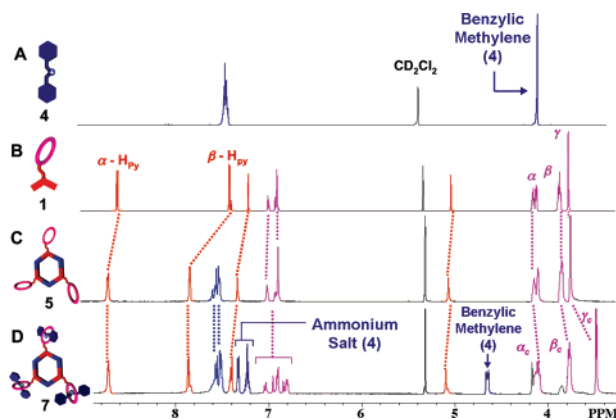 Benzylic
Methylene
(4)
A
CD2Cl2
4
γ
B
α - HPy
β - Hpy
α
β
1
C
5
D
Ammonium
Salt (4)
Benzylic
Methylene (4)
αc
βc
γc
7
8
7
6
5
4
PPM